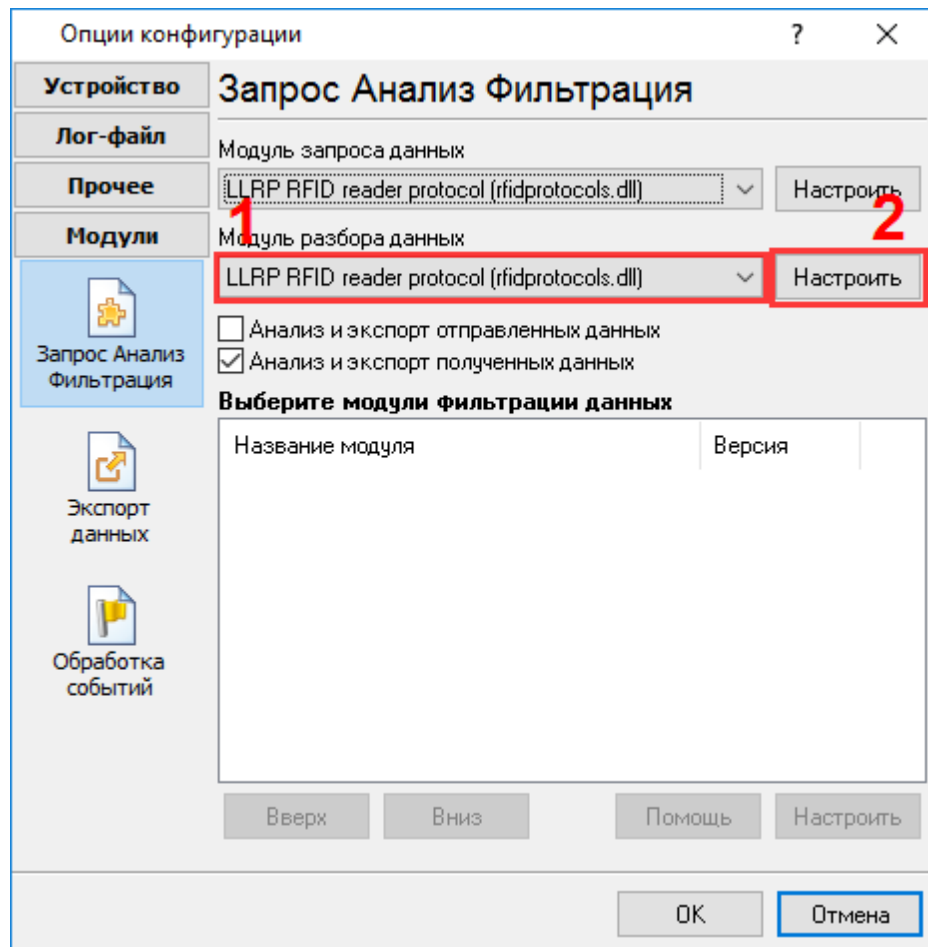 Опции конфигурации
?
Устройство
Лог-файл
Прочее
Модули
Запрос Анализ
Фильтрация
Экспорт
данных
Обработка
событий
Запрос Анализ Фильтрация
Модуль запроса данных
LLRP RFID reader protocol (rfidprotocols.dll)
Настроить
1
2
Модуль разбора данных
LLRP RFID reader protocol (rfidprotocols.dll)
Настроить
Анализ и экспорт отправленных данных
Анализ и экспорт полученных данных
Выберите модули фильтрации данных
Название модуля
Версия
Вверх
Вниз
Помощь
Настроить
OK
Отмена